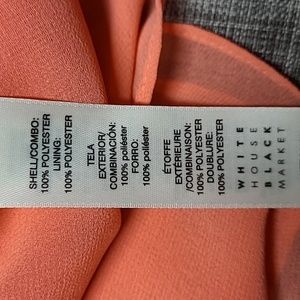 SHELL/COMBO:
100% POLYESTER
LINING:
100% POLYESTER
TELA
EXTERIOR/
COMBINACIÓN:
100% poliéster
FORRO:
100% poliéster
ÉTOFFE
EXTÉRIEURE
/COMBINAISON:
100% POLYESTER
DOUBLURE:
100% POLYESTER
WHITE
HOUSE
BLACK
MARKET